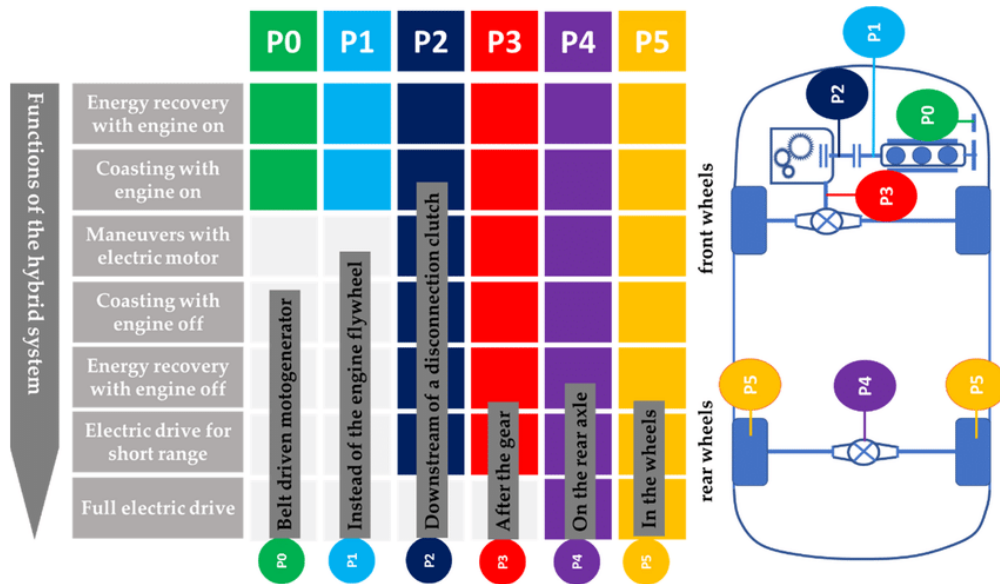 P0 P1 P2 P3 P4 P5
Functions of the hybrid system
Energy recovery
with engine on
Coasting with
engine on
Maneuvers with
electric motor
Coasting with
engine off
Energy recovery
with engine off
Electric drive for
short range
Full electric drive
Belt driven motogenerator
Instead of the engine flywheel
Downstream of a disconnection clutch
After the gear
On the rear axle
In the wheels
P0 P1 P2 P3 P4 P5
front wheels
rear wheels
P1
P2
P0
P3
P5
P4
P5